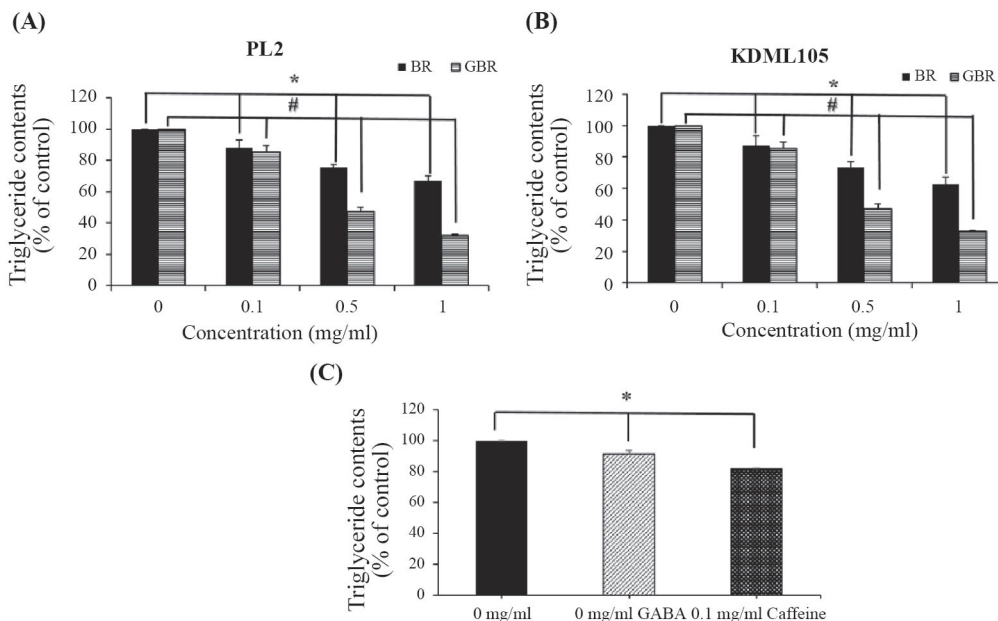 (A)
PL2
BR GBR
*
#
120
100
80
60
40
20
0
Triglyceride contents
(% of control)
0 0.1 0.5 1
Concentration (mg/ml)
(B)
KDML105
BR GBR
*
#
120
100
80
60
40
20
0
Triglyceride contents
(% of control)
0 0.1 0.5 1
Concentration (mg/ml)
(C)
*
120
100
80
60
40
20
0
Triglyceride contents
(% of control)
0 mg/ml 0 mg/ml GABA 0.1 mg/ml Caffeine